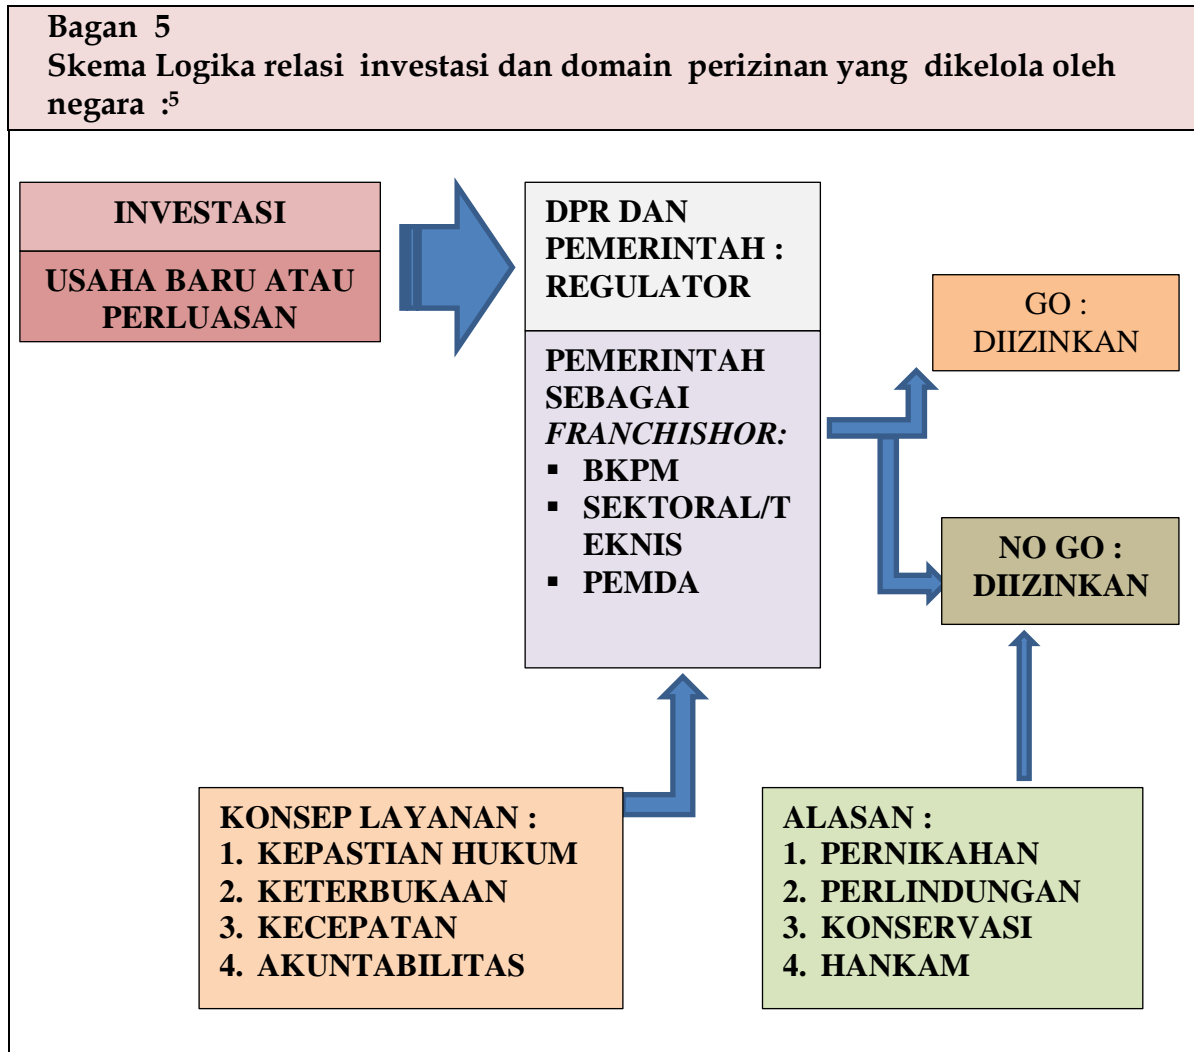 Bagan 5
Skema Logika relasi investasi dan domain perizinan yang dikelola oleh
negara :5
INVESTASI
USAHA BARU ATAU
PERLUASAN
DPR DAN
PEMERINTAH :
REGULATOR
PEMERINTAH
SEBAGAI
FRANCHISHOR:
▪ BKPM
▪ SEKTORAL/T
EKNIS
▪ PEMDA
GO :
DIIZINKAN
NO GO :
DIIZINKAN
KONSEP LAYANAN :
1. KEPASTIAN HUKUM
2. KETERBUKAAN
3. KECEPATAN
4. AKUNTABILITAS
ALASAN :
1. PERNIKAHAN
2. PERLINDUNGAN
3. KONSERVASI
4. HANKAM